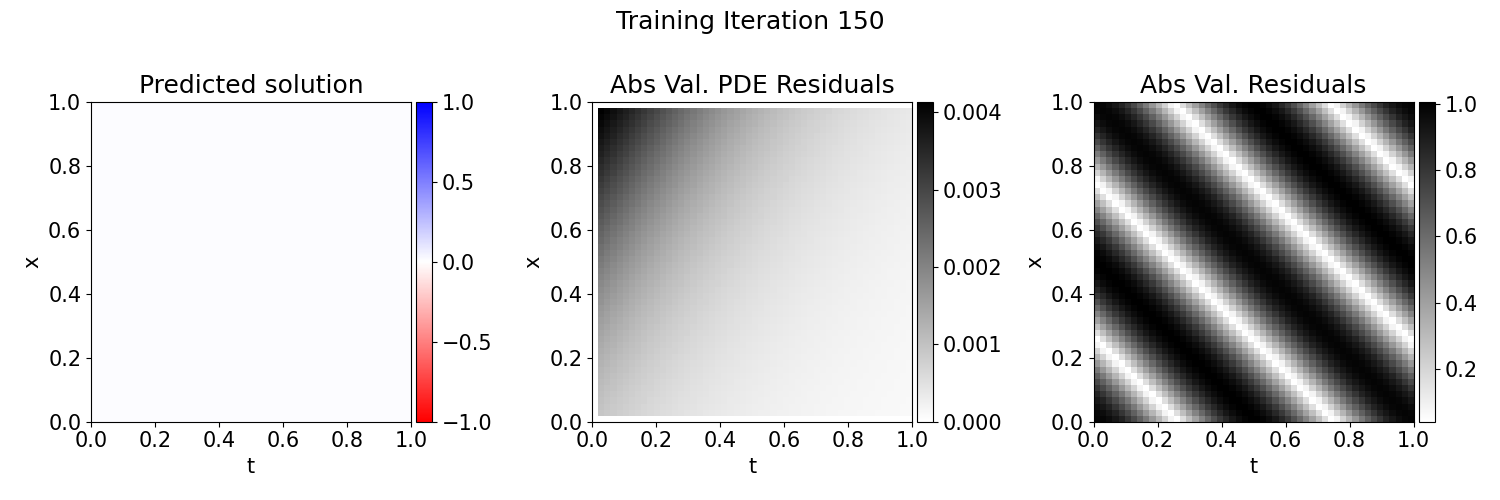 Training Iteration 150
Predicted solution
1.0
0.8
0.6
0.4
0.2
0.0
x
0.0 0.2 0.4 0.6 0.8 1.0
t
1.0
0.5
0.0
−0.5
−1.0
Abs Val. PDE Residuals
1.0
0.8
0.6
0.4
0.2
0.0
x
0.0 0.2 0.4 0.6 0.8 1.0
t
0.004
0.003
0.002
0.001
0.000
Abs Val. Residuals
1.0
0.8
0.6
0.4
0.2
0.0
x
0.0 0.2 0.4 0.6 0.8 1.0
t
1.0
0.8
0.6
0.4
0.2